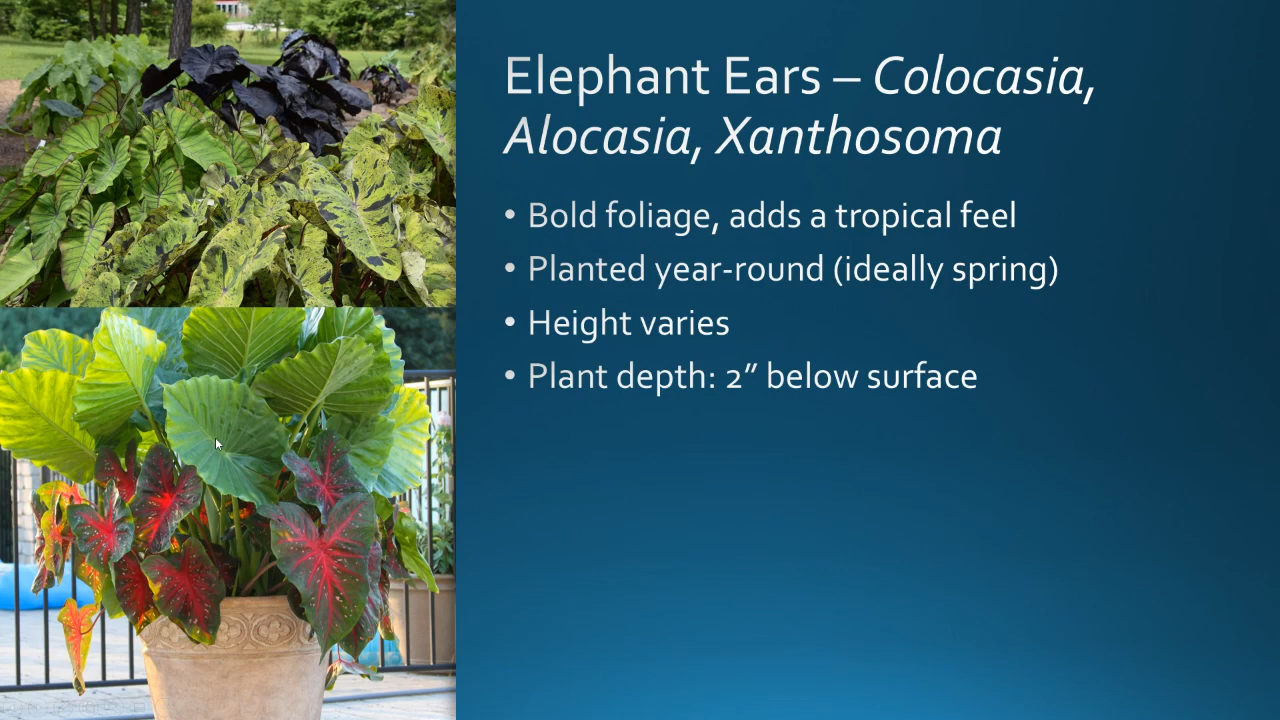 Elephant Ears – Colocasia,
Alocasia, Xanthosoma
• Bold foliage, adds a tropical feel
• Planted year-round (ideally spring)
• Height varies
• Plant depth: 2” below surface